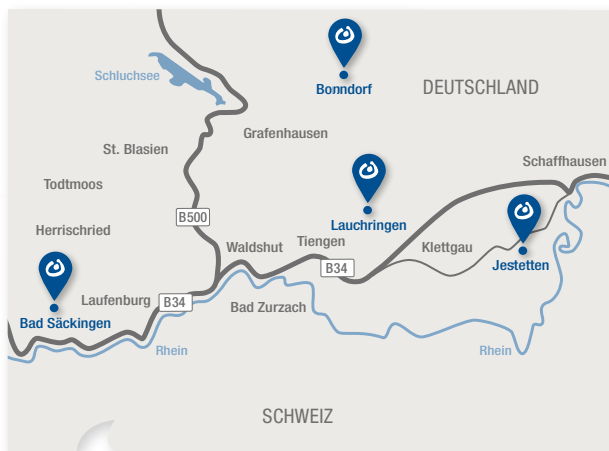 Schluchsee
Bonndorf
DEUTSCHLAND
Grafenhausen
St. Blasien
Schaffhausen
Todtmoos
B500
Lauchringen
Herrischried
Waldshut
Tiengen
Klettgau
B34
Jestetten
Laufenburg
B34
Bad Zurzach
Bad Säckingen
Rhein
Rhein
SCHWEIZ